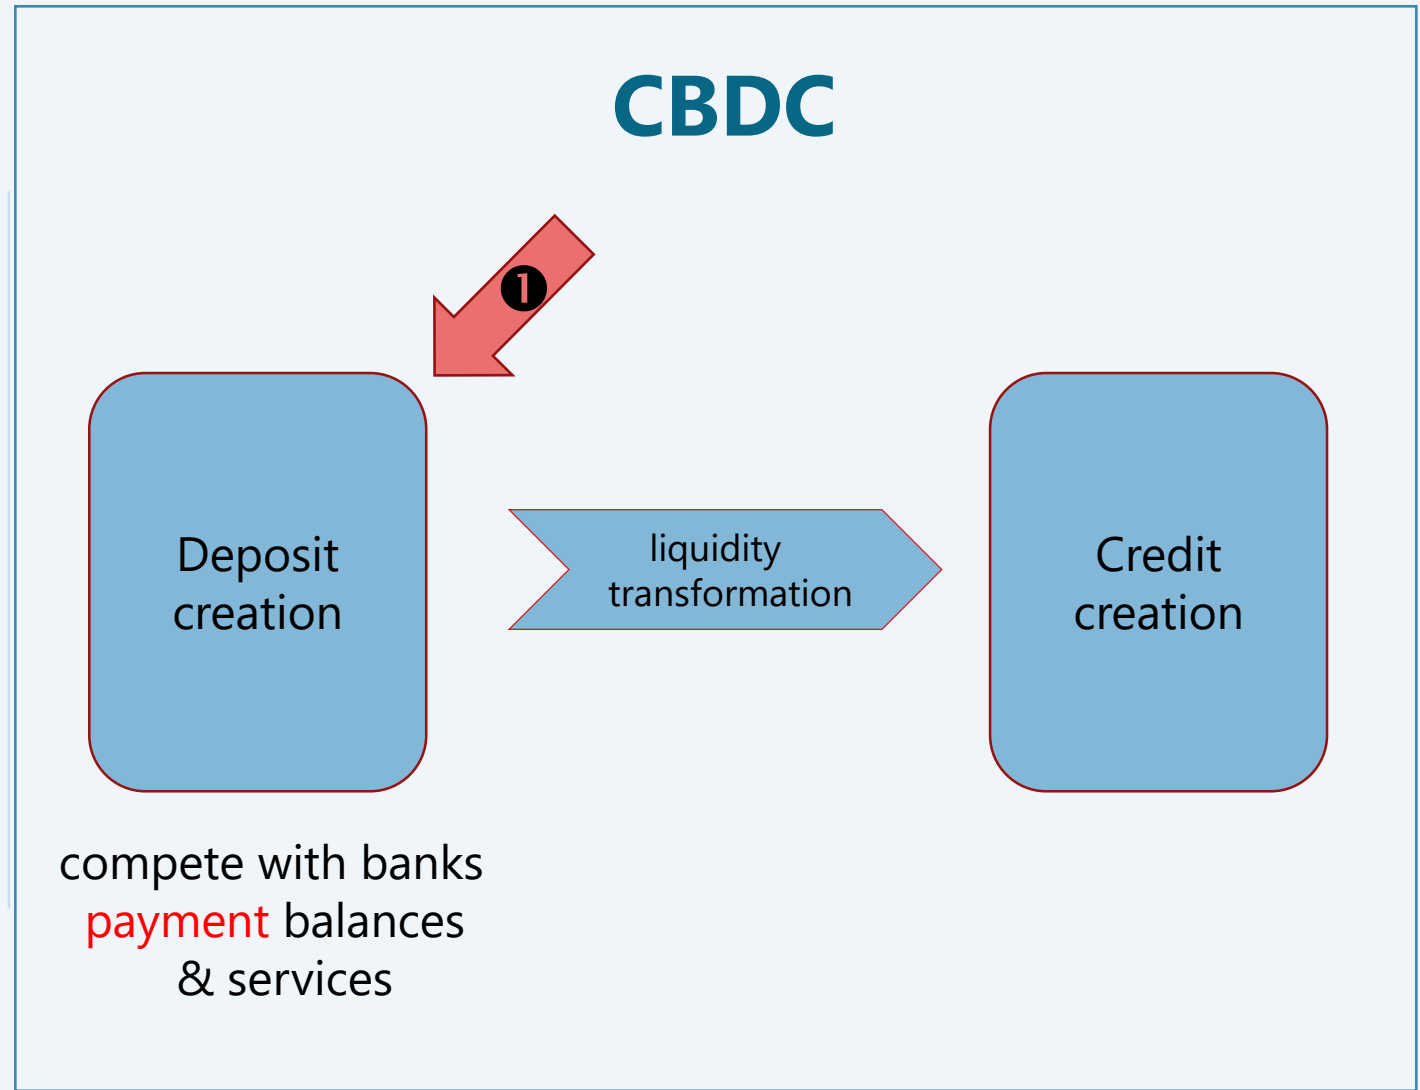 CBDC
❶
Deposit
creation
liquidity
transformation
Credit
creation
compete with banks
payment balances
& services